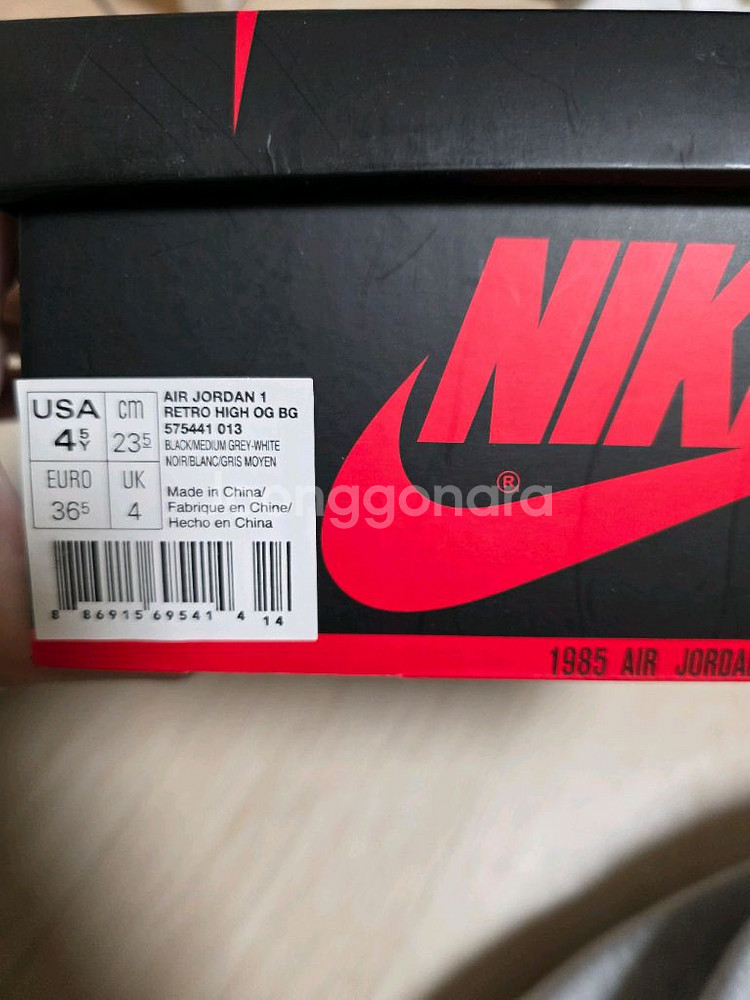 NIK
USA
4 5 Y
cm
23 5
EURO
36 5
UK
4
AIR JORDAN 1
RETRO HIGH OG BG
575441 013
BLACK/MEDIUM GREY-WHITE
NOIR/BLANC/GRIS MOYEN
Made in China/
Fabrique en Chine/
Hecho en China
8 86915 69541 4
14
®
1985 AIR JORDA